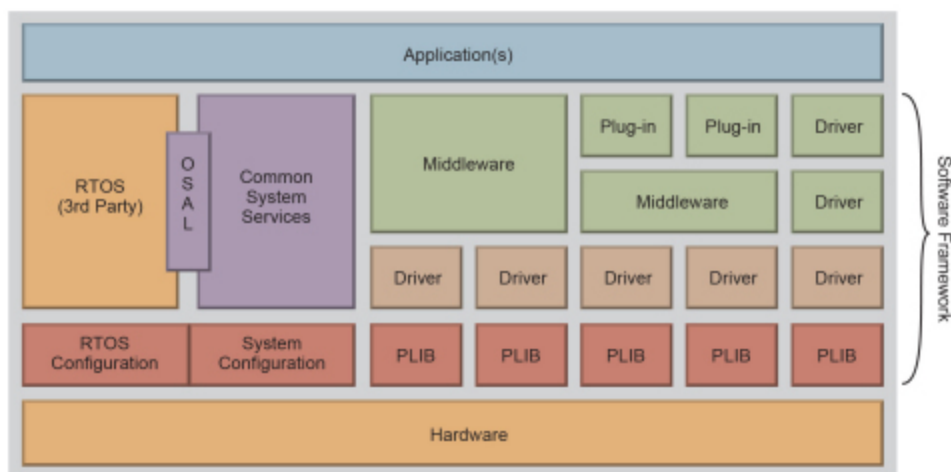 Application(s)
RTOS
(3rd Party)
O
S
A
L
Common
System
Services
Middleware
Plug-in
Plug-in
Driver
Middleware
Driver
Driver
Driver
Driver
Driver
Driver
RTOS
Configuration
System
Configuration
PLIB
PLIB
PLIB
PLIB
PLIB
Hardware
Software Framework